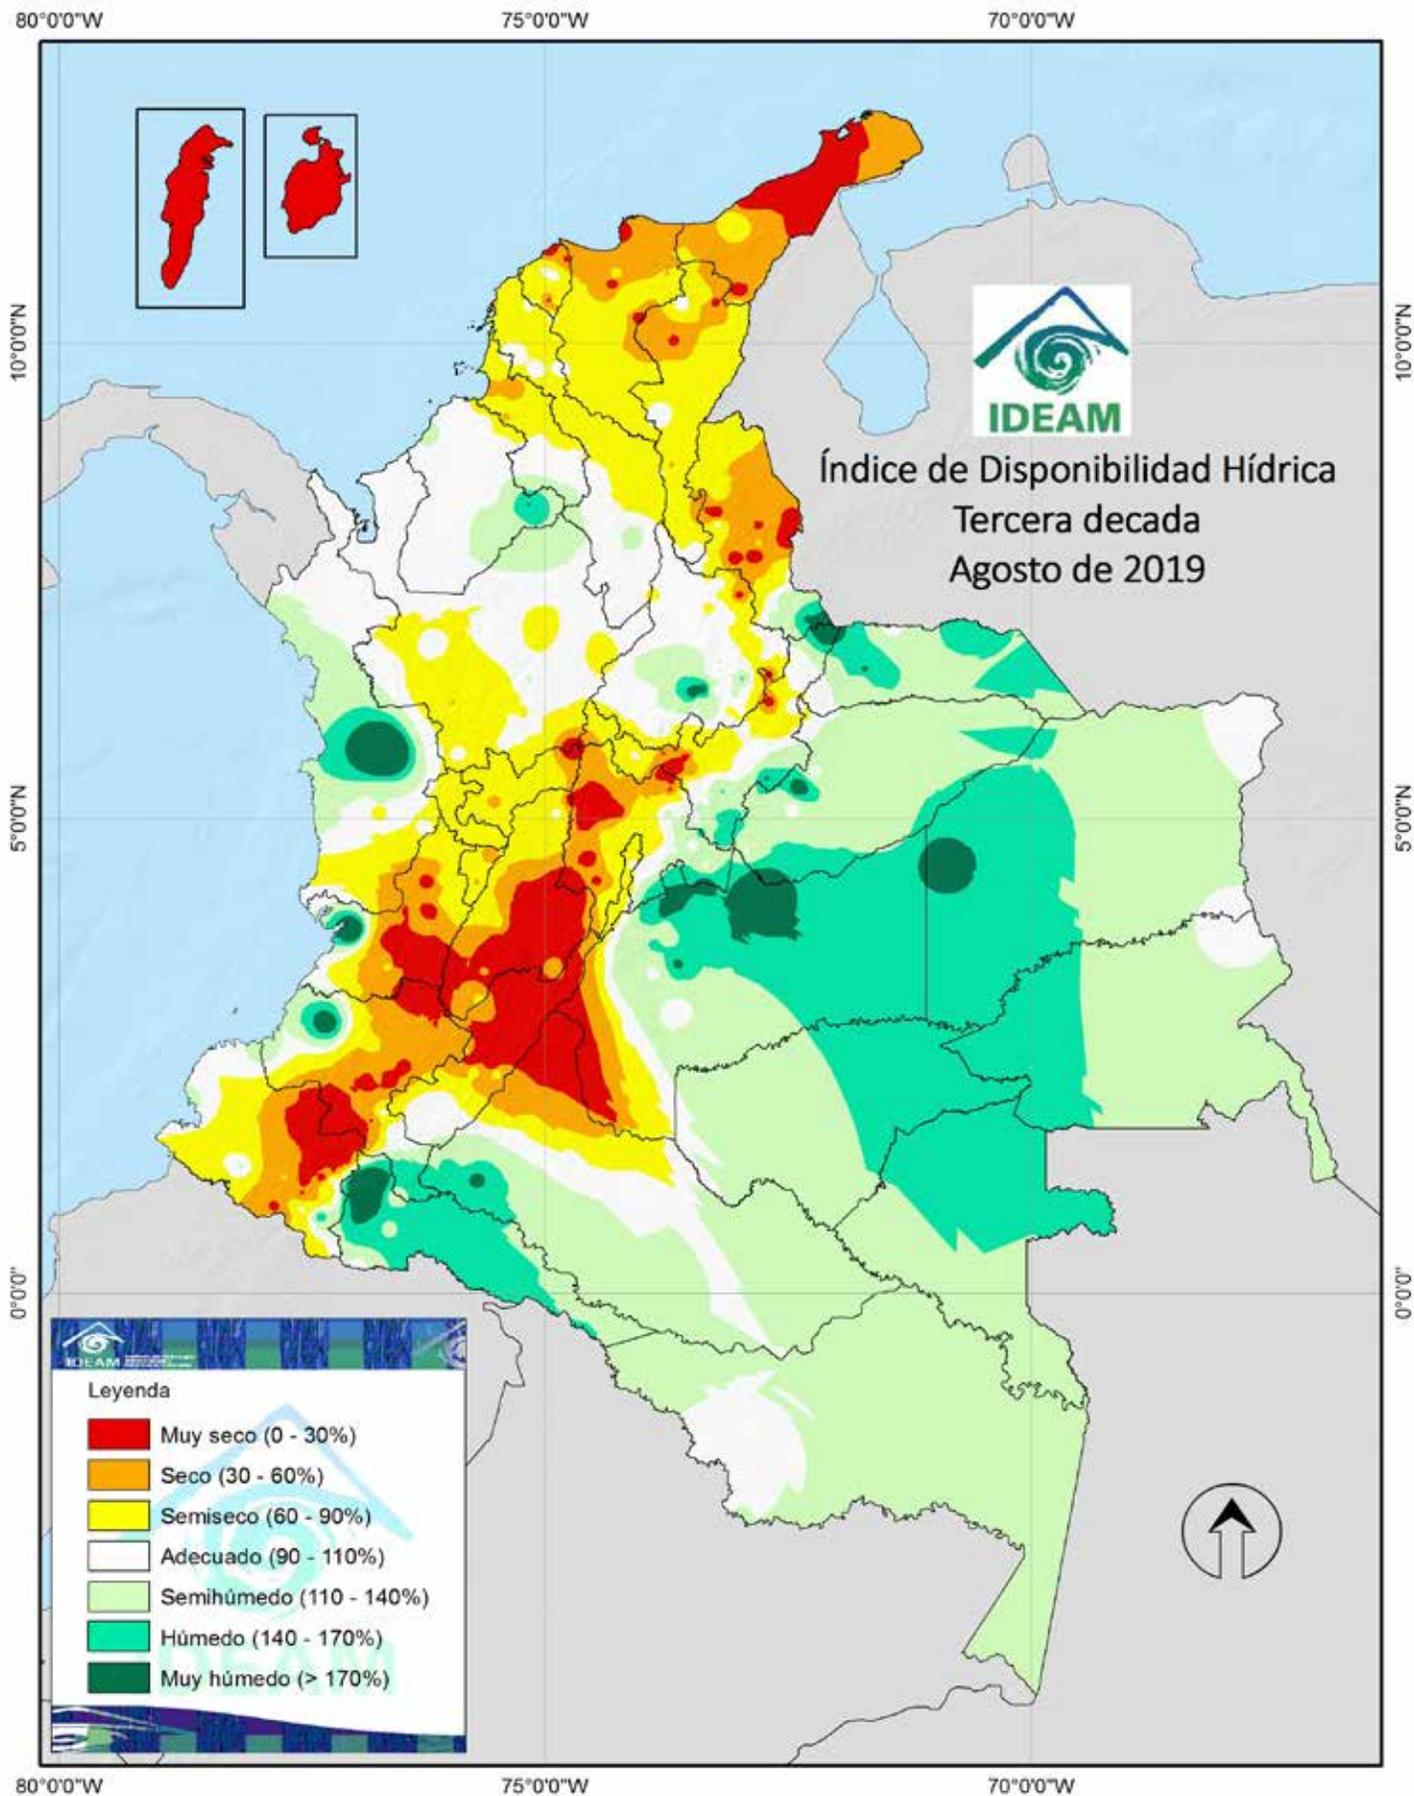 80°0'0"W 75°0'0"W 70°0'0"W
10°0'0"N
10°0'0"N
IDEAM
Índice de Disponibilidad Hídrica
Tercera decada
Agosto de 2019
5°0'0"N
5°0'0"N
0°0'0"
0°0'0"
IDEAM
Leyenda
Muy seco (0 - 30%)
Seco (30 - 60%)
Semiseco (60 - 90%)
Adecuado (90 - 110%)
Semihúmedo (110 - 140%)
Húmedo (140 - 170%)
Muy húmedo (> 170%)
IDEAM
80°0'0"W 75°0'0"W 70°0'0"W